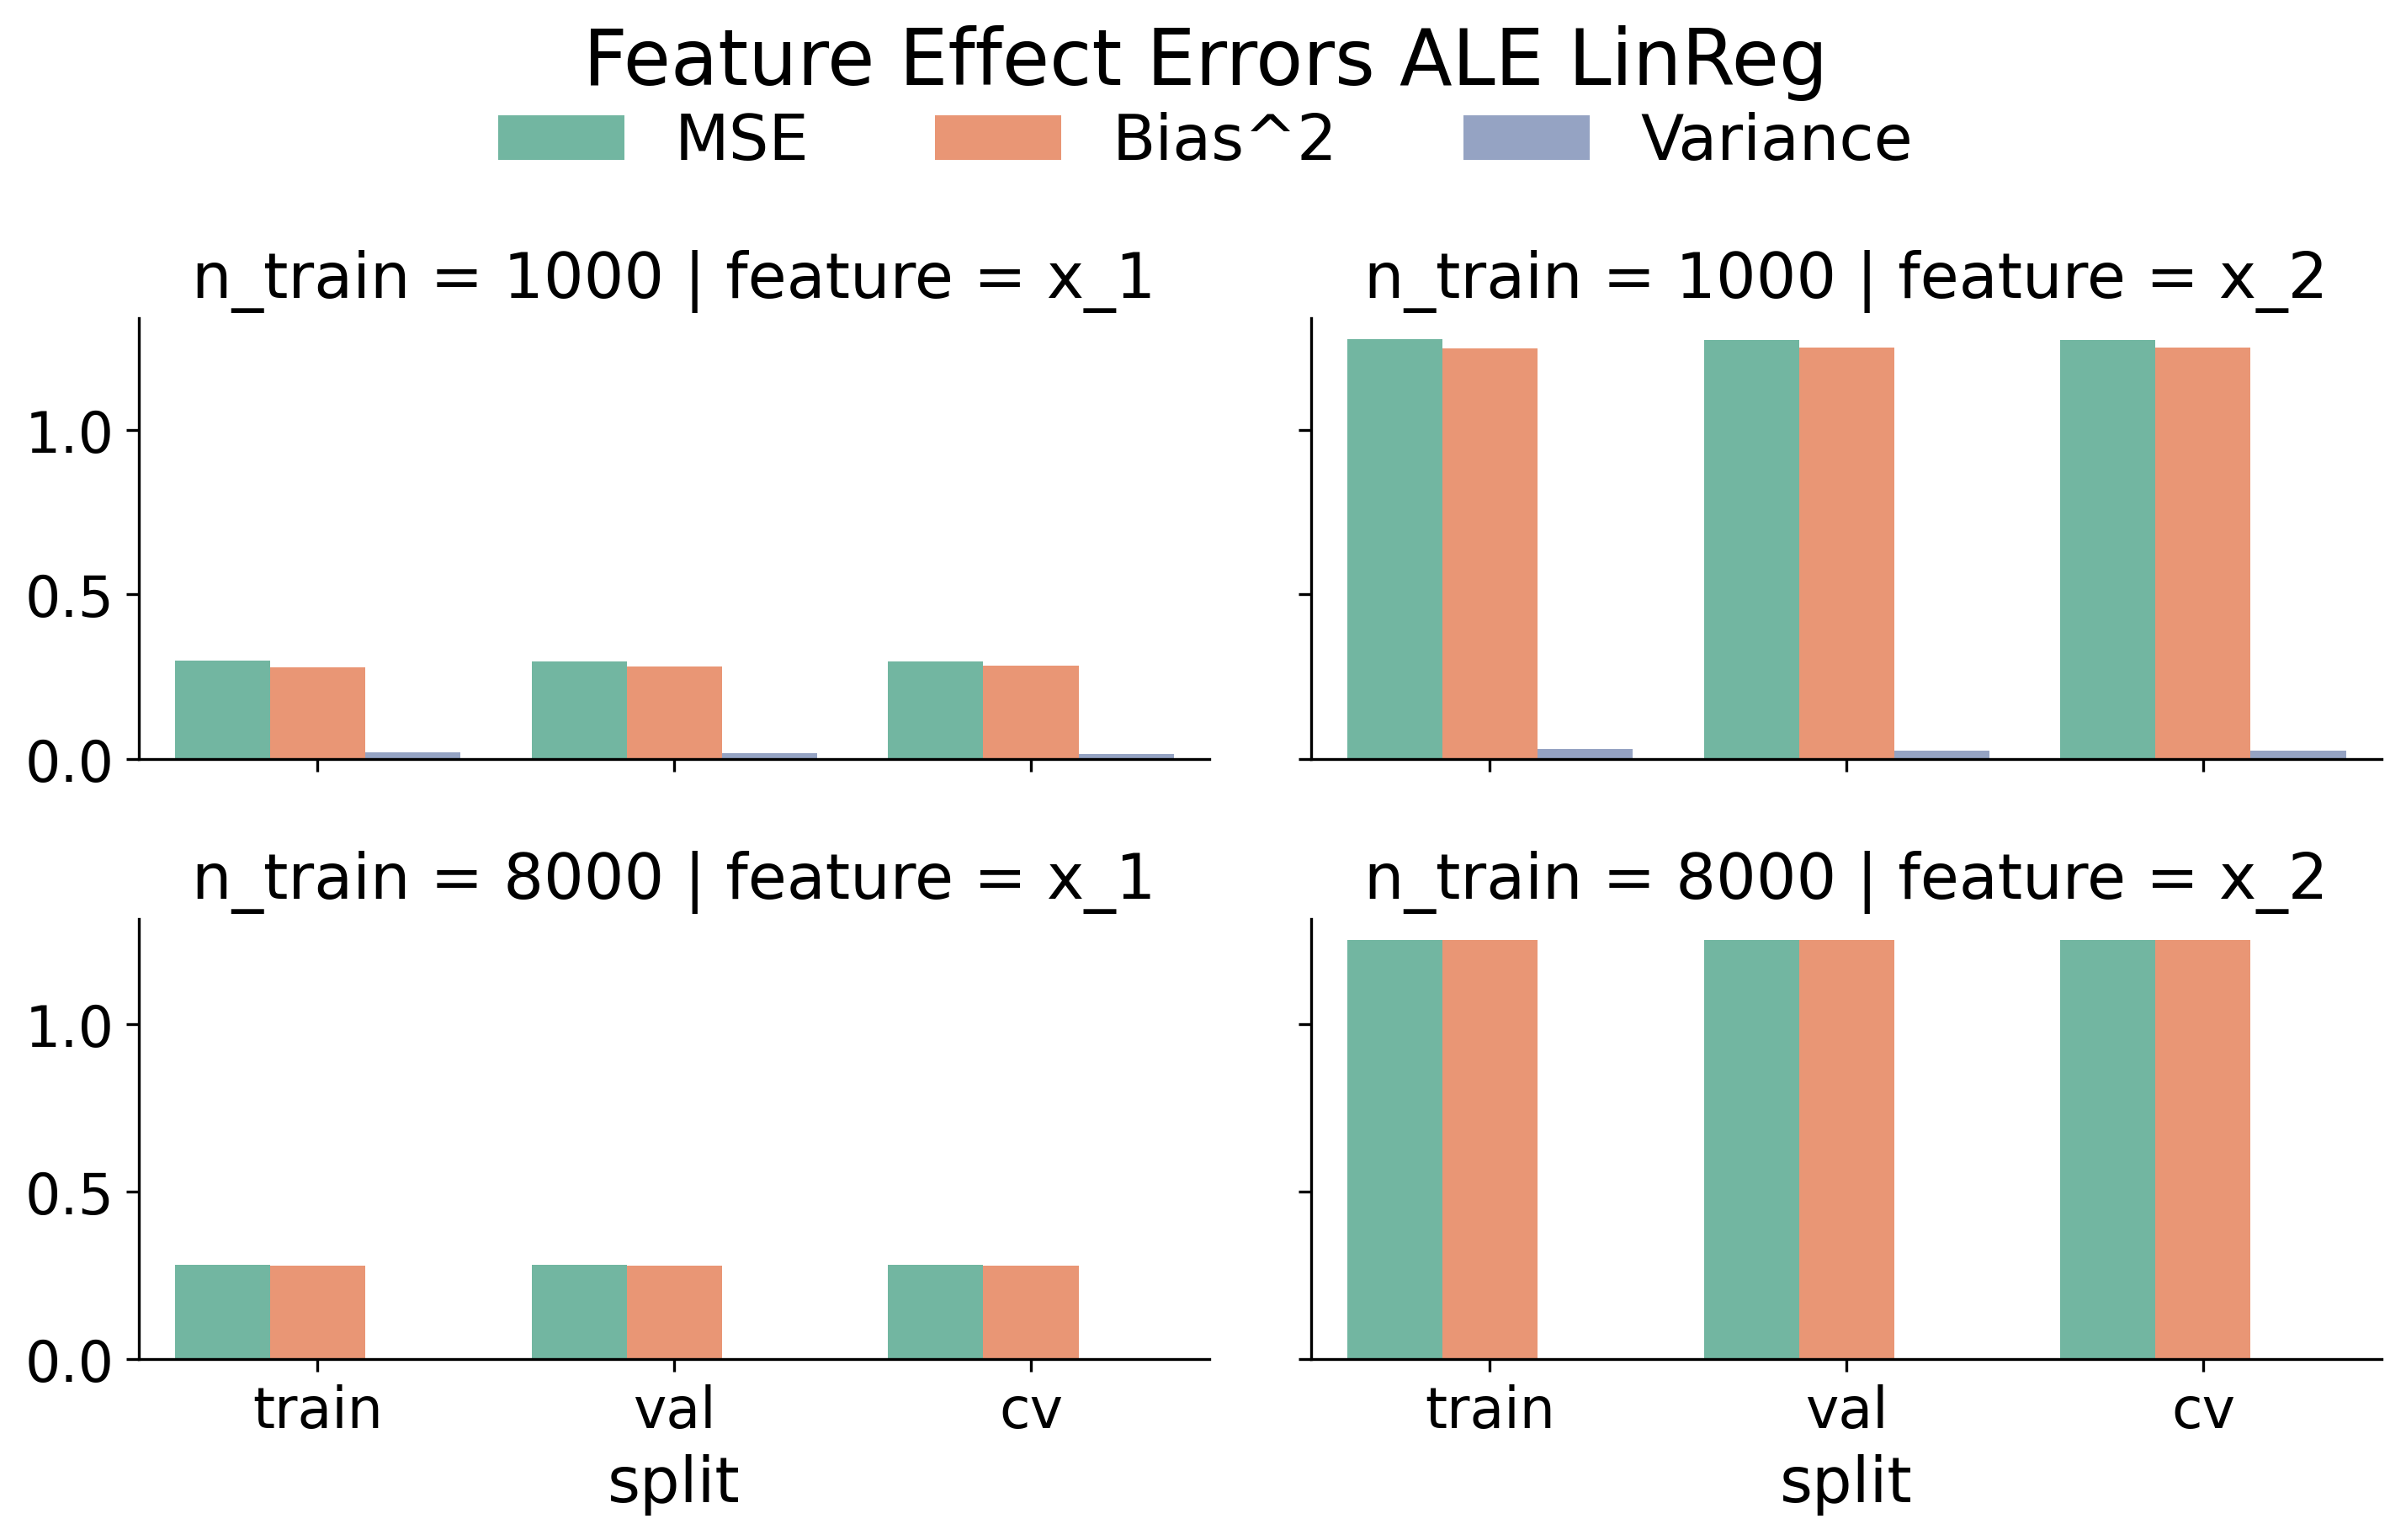 Feature Effect Errors ALE LinReg
MSE Bias^2 Variance
n_train = 1000 | feature = x_1
n_train = 1000 | feature = x_2
1.0
0.5
0.0
n_train = 8000 | feature = x_1
n_train = 8000 | feature = x_2
1.0
0.5
0.0
train val cv
train val cv
split
split